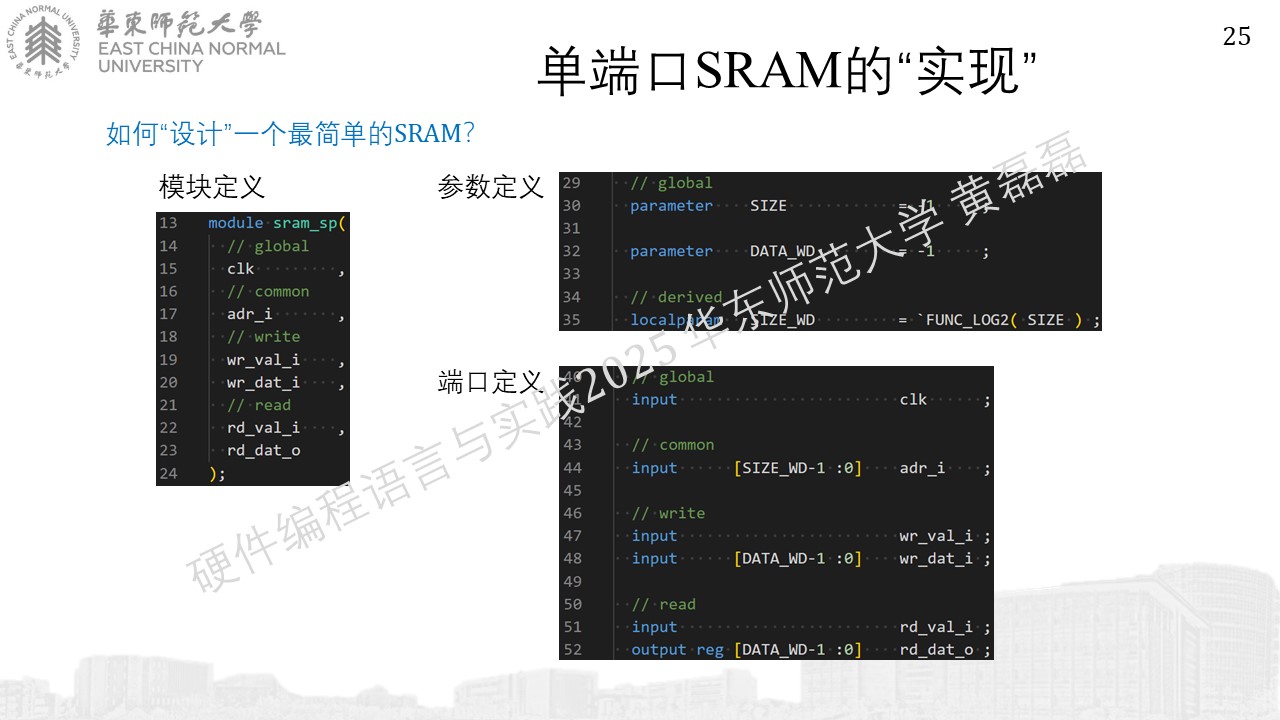 華東師範大學
EAST CHINA NORMAL
UNIVERSITY
25
单端口SRAM的“实现”
如何“设计”一个最简单的SRAM？
模块定义
13 module sram_sp(
14 // global
15 clk ,
16 // common
17 adr_i ,
18 // write
19 wr_val_i ,
20 wr_dat_i ,
21 // read
22 rd_val_i ,
23 rd_dat_o
24 );
参数定义
29 // global
30 parameter SIZE = -1 ;
31
32 parameter DATA_WD = -1 ;
33
34 // derived
35 localparam SIZE_WD = `FUNC_LOG2( SIZE ) ;
端口定义
40 // global
41 input clk ;
42
43 // common
44 input [SIZE_WD-1 :0] adr_i ;
45
46 // write
47 input wr_val_i ;
48 input [DATA_WD-1 :0] wr_dat_i ;
49
50 // read
51 input rd_val_i ;
52 output reg [DATA_WD-1 :0] rd_dat_o ;
硬件编程语言与实践2025 华东师范大学 黄磊磊